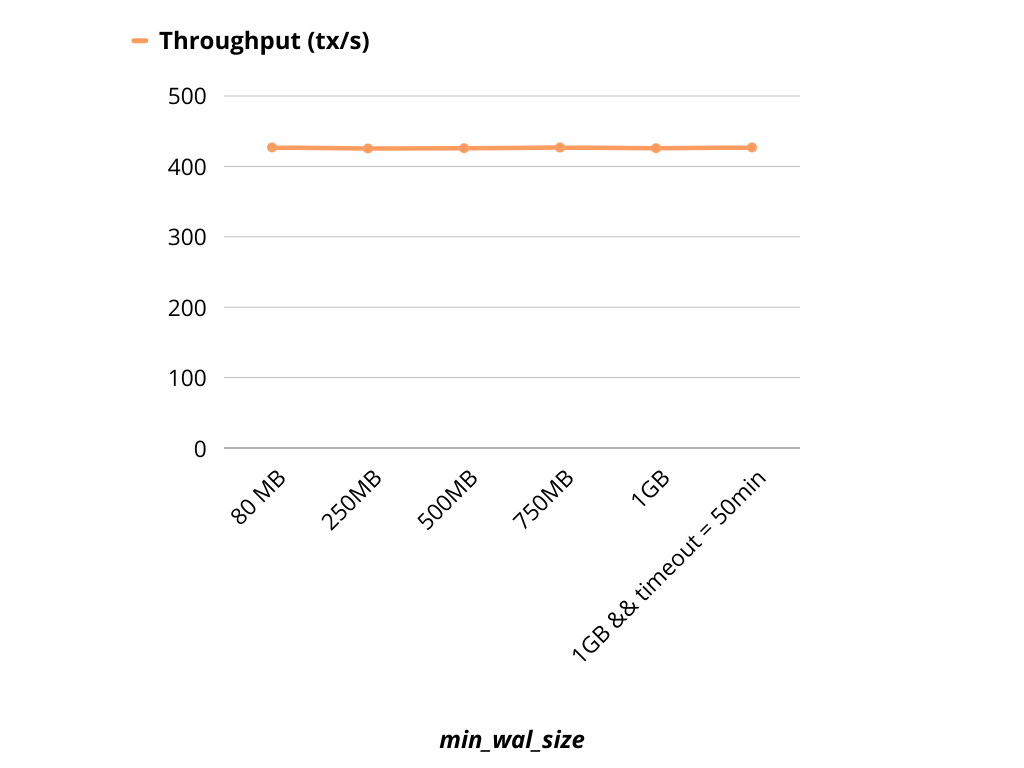 Throughput (tx/s)
500
400
300
200
100
0
80 MB
250MB
500MB
750MB
1GB
1GB && timeout = 50min
min_wal_size